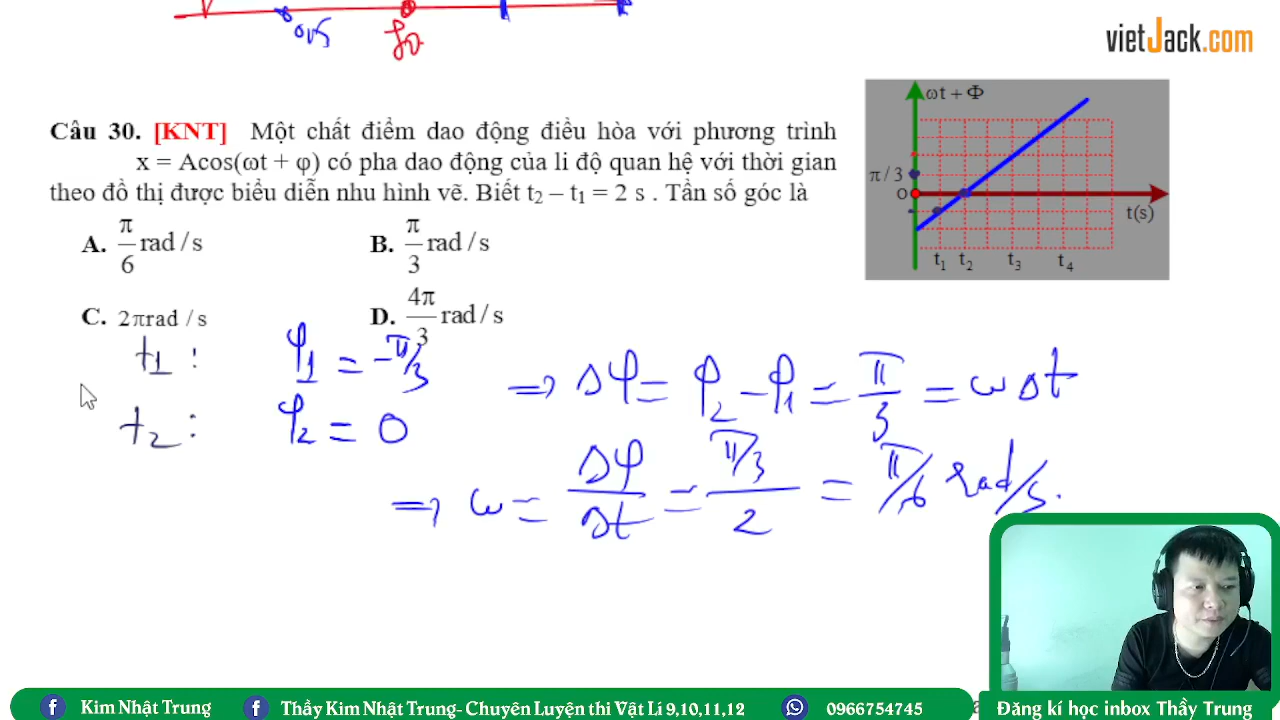 0,5
vietJack.com
Câu 30. [KNT] Một chất điểm dao động điều hòa với phương trình
x = Acos(ωt + φ) có pha dao động của li độ quan hệ với thời gian
theo đồ thị được biểu diễn nhu hình vẽ. Biết t₂ – t₁ = 2 s . Tần số góc là
A. π/6 rad / s
B. π/3 rad / s
C. 2πrad / s
D. 4π/3 rad / s
ωt + Φ
π / 3
0
t(s)
t₁ t₂ t₃ t₄
t₁ : φ₁ = -π/3
t₂ : φ₂ = 0
=> Δφ = φ₂ - φ₁ = π/3 = ωΔt
=> ω = Δφ/Δt = π/3/2 = π/6 rad/s.
Kim Nhật Trung
Thầy Kim Nhật Trung- Chuyên Luyện thi Vật Lí 9,10,11,12
0966754745
Đăng kí học inbox Thầy Trung